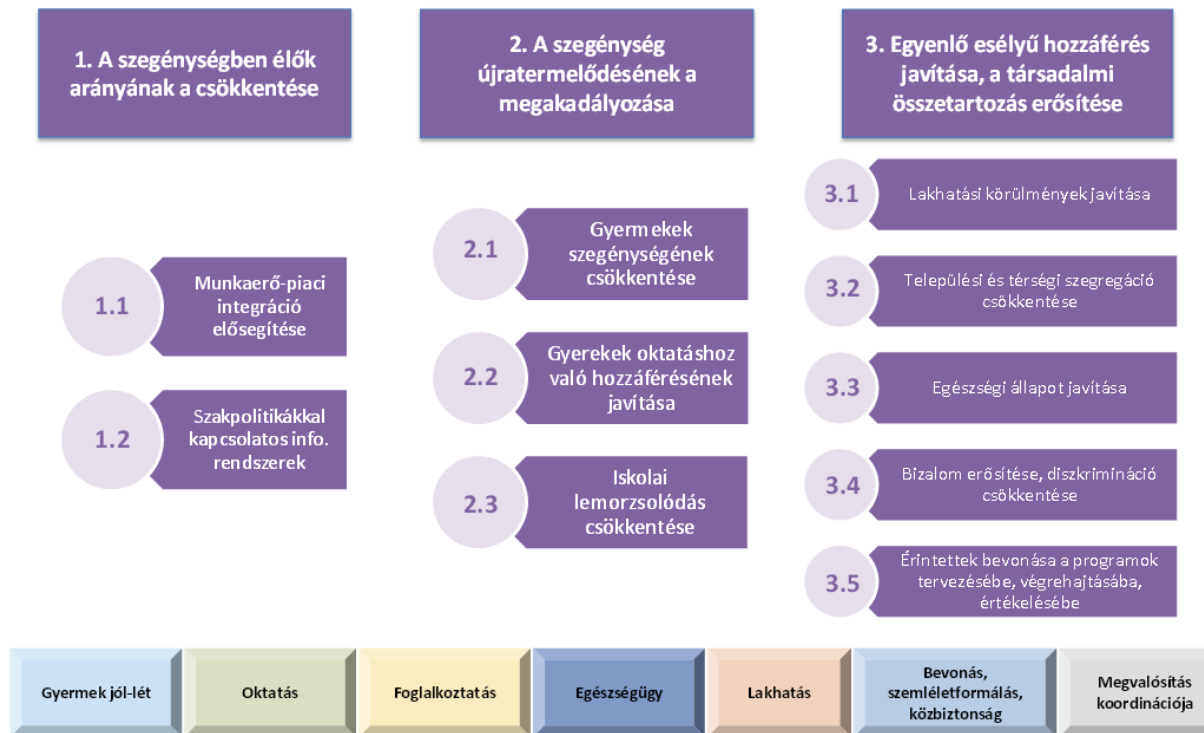 1. A szegénységben élők
arányának a csökkentése
1.1
Munkaerő-piaci
integráció
elősegítése
1.2
Szakpolitikákkal
kapcsolatos info.
rendszerek
2. A szegénység
újratermelődésének a
megakadályozása
2.1
Gyermekek
szegénységének
csökkentése
2.2
Gyerekek oktatáshoz
való hozzáférésének
javítása
2.3
Iskolai
lemorzsolódás
csökkentése
3. Egyenlő esélyű hozzáférés
javítása, a társadalmi
összetartozás erősítése
3.1
Lakhatási körülmények javítása
3.2
Települési és térségi szegregáció
csökkentése
3.3
Egészségi állapot javítása
3.4
Bizalom erősítése, diszkrimináció
csökkentése
3.5
Érintettek bevonása a programok
tervezésébe, végrehajtásába,
értékelésébe
Gyermek jól-lét
Oktatás
Foglalkoztatás
Egészségügy
Lakhatás
Bevonás,
szemléletformálás,
közbiztonság
Megvalósítás
koordinációja